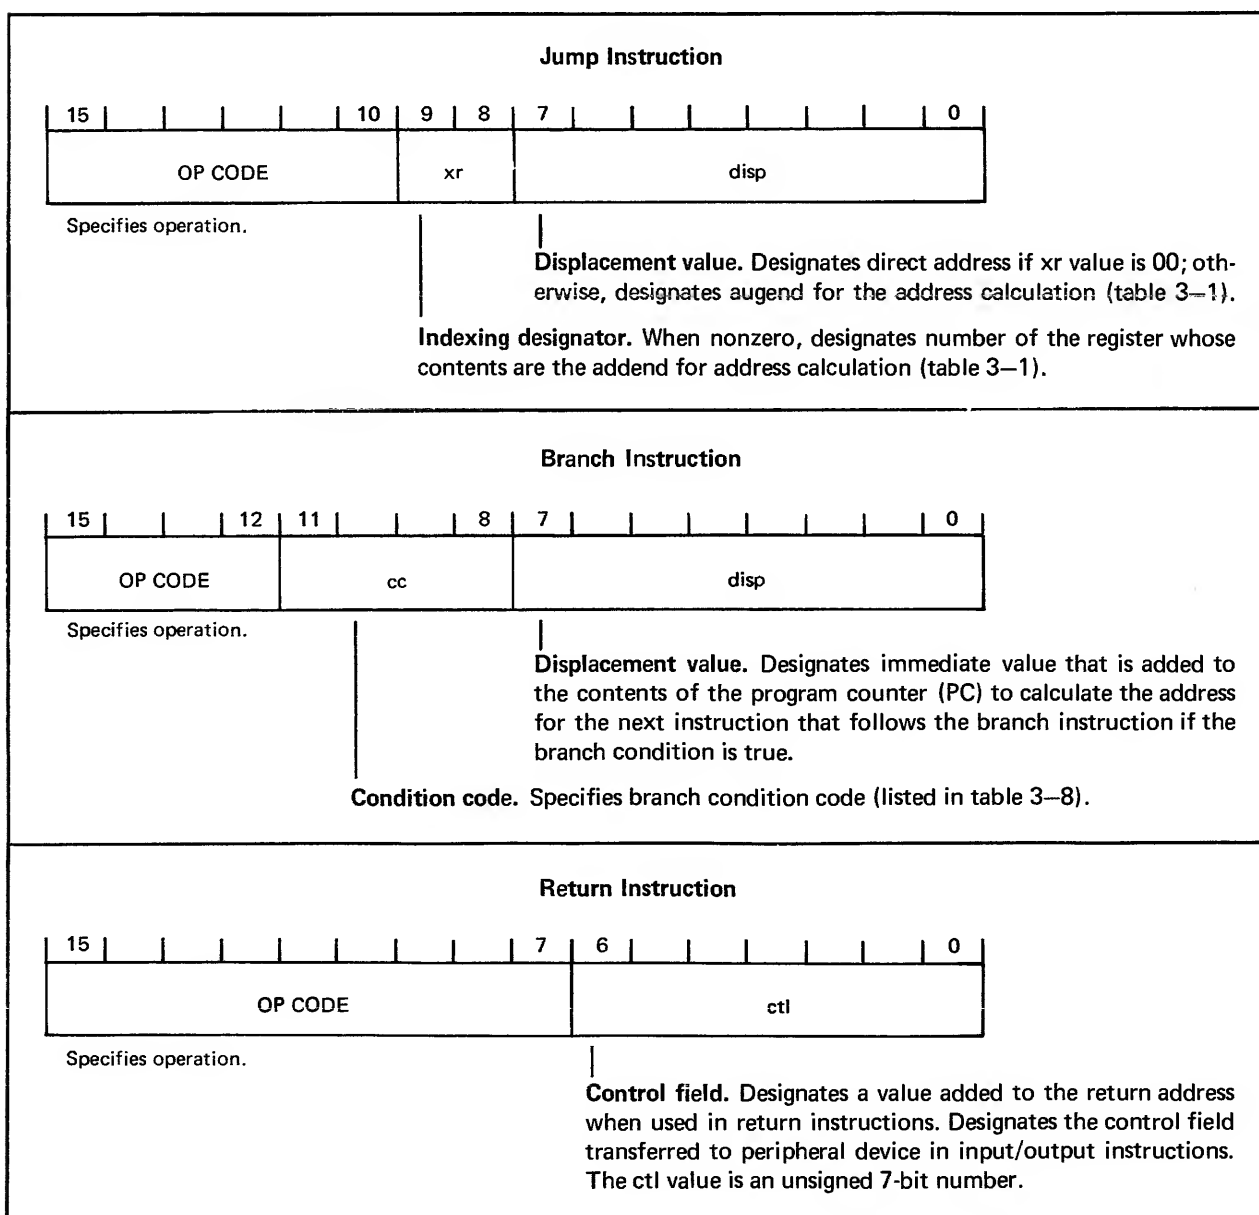 Jump Instruction
15 10 9 8 7 0
OP CODE xr disp
Specifies operation.
Displacement value. Designates direct address if xr value is 00; oth-
erwise, designates augend for the address calculation (table 3–1).
Indexing designator. When nonzero, designates number of the register whose
contents are the addend for address calculation (table 3–1).
Branch Instruction
15 12 11 8 7 0
OP CODE cc disp
Specifies operation.
Displacement value. Designates immediate value that is added to
the contents of the program counter (PC) to calculate the address
for the next instruction that follows the branch instruction if the
branch condition is true.
Condition code. Specifies branch condition code (listed in table 3–8).
Return Instruction
15 7 6 0
OP CODE ctl
Specifies operation.
Control field. Designates a value added to the return address
when used in return instructions. Designates the control field
transferred to peripheral device in input/output instructions.
The ctl value is an unsigned 7-bit number.